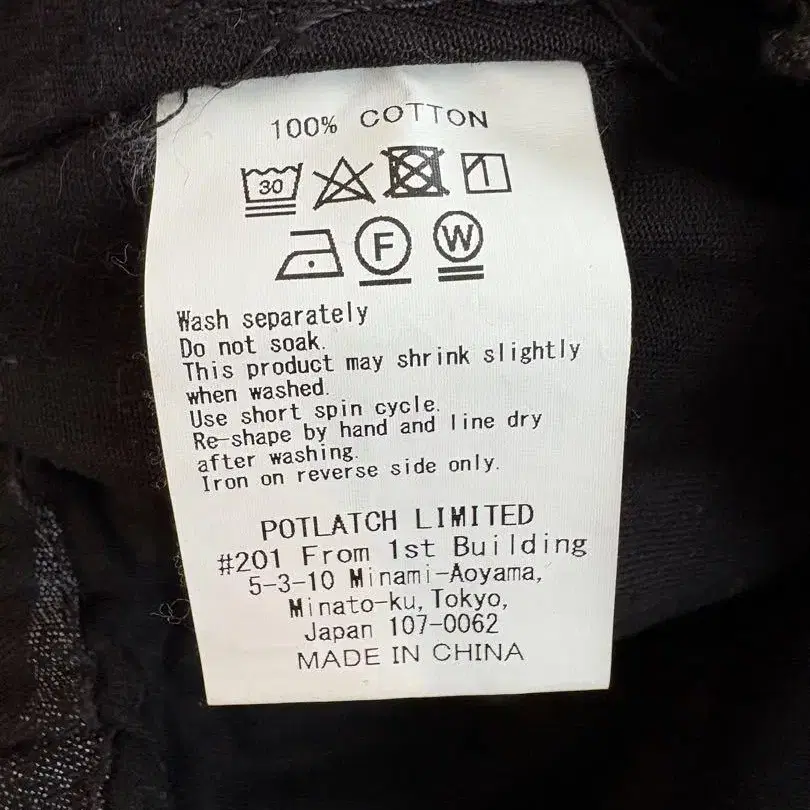 100% COTTON
30
F W
Wash separately
Do not soak.
This product may shrink slightly
when washed.
Use short spin cycle.
Re-shape by hand and line dry
after washing.
Iron on reverse side only.
POTLATCH LIMITED
#201 From 1st Building
5-3-10 Minami-Aoyama,
Minato-ku, Tokyo,
Japan 107-0062
MADE IN CHINA